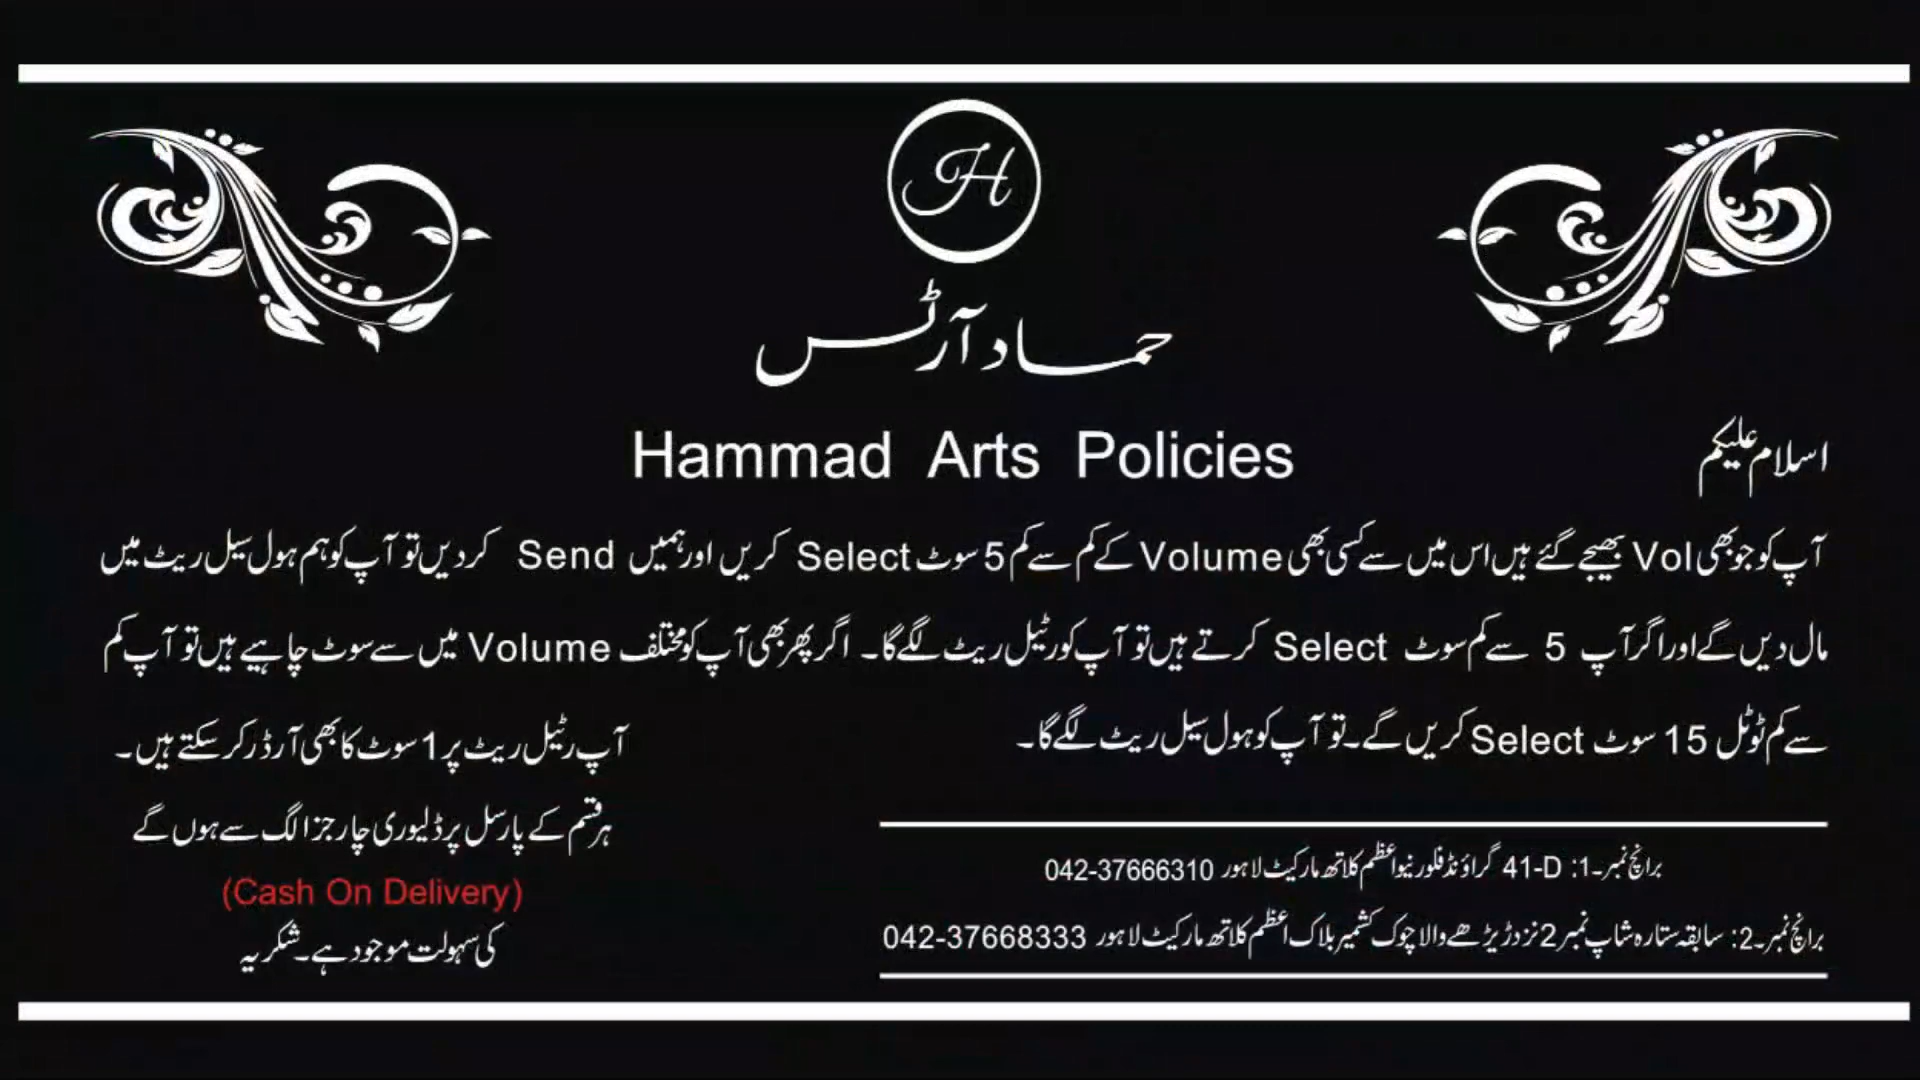 H
حماد آرٹس
Hammad Arts Policies
اسلام علیکم
آپ کو جو بھی Vol بھیجے گئے ہیں اس میں سے کسی بھی Volume کے کم سے کم 5 سوٹ Select کریں اور ہمیں Send کر دیں تو آپ کو ہم ہول سیل ریٹ میں
مال دیں گے اور اگر آپ 5 سے کم سوٹ Select کرتے ہیں تو آپ کو رٹیل ریٹ لگے گا۔ اگر پھر بھی آپ کو مختلف Volume میں سے سوٹ چاہیے ہیں تو آپ کم
سے کم ٹوٹل 15 سوٹ Select کریں گے۔ تو آپ کو ہول سیل ریٹ لگے گا۔
آپ رٹیل ریٹ پر 1 سوٹ کا بھی آرڈر کر سکتے ہیں۔
ہر قسم کے پارسل پر ڈلیوری چارجز الگ سے ہوں گے
(Cash On Delivery)
کی سہولت موجود ہے۔ شکریہ
برانچ نمبر۔1: 41-D گراؤنڈ فلور نیو اعظم کلاتھ مارکیٹ لاہور 042-37666310
برانچ نمبر۔2: سابقہ ستارہ شاپ نمبر 2 نزد ڑیڑھے والا چوک کشمیر بلاک اعظم کلاتھ مارکیٹ لاہور 042-37668333